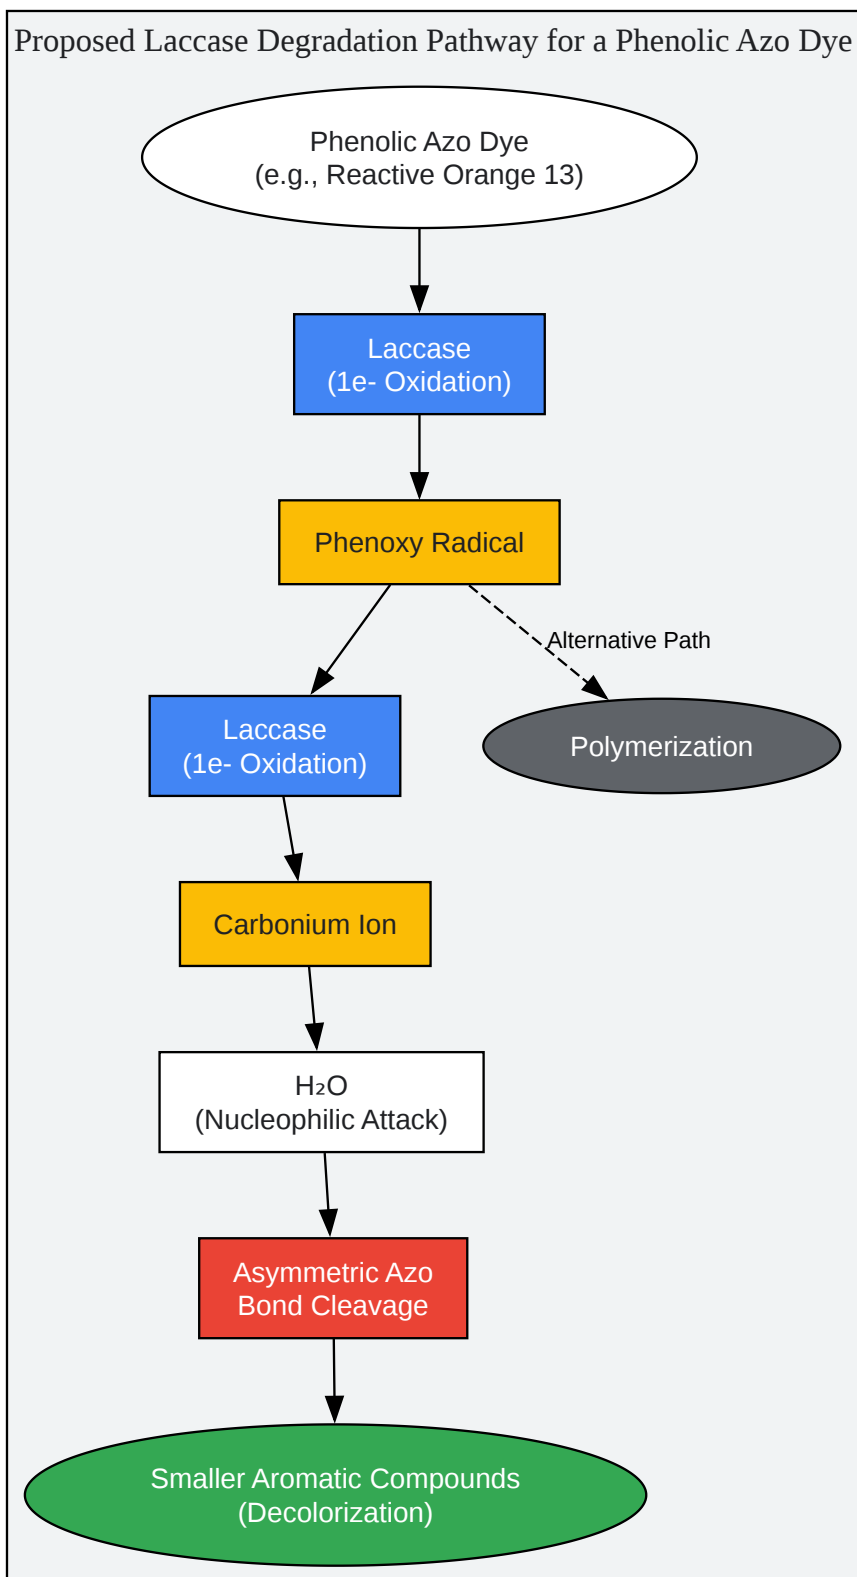 Proposed Laccase Degradation Pathway for a Phenolic Azo Dye
Phenolic Azo Dye
(e.g., Reactive Orange 13)
Laccase
(1e- Oxidation)
Phenoxy Radical
Alternative Path
Laccase
(1e- Oxidation)
Polymerization
Carbonium Ion
H₂O
(Nucleophilic Attack)
Asymmetric Azo
Bond Cleavage
Smaller Aromatic Compounds
(Decolorization)